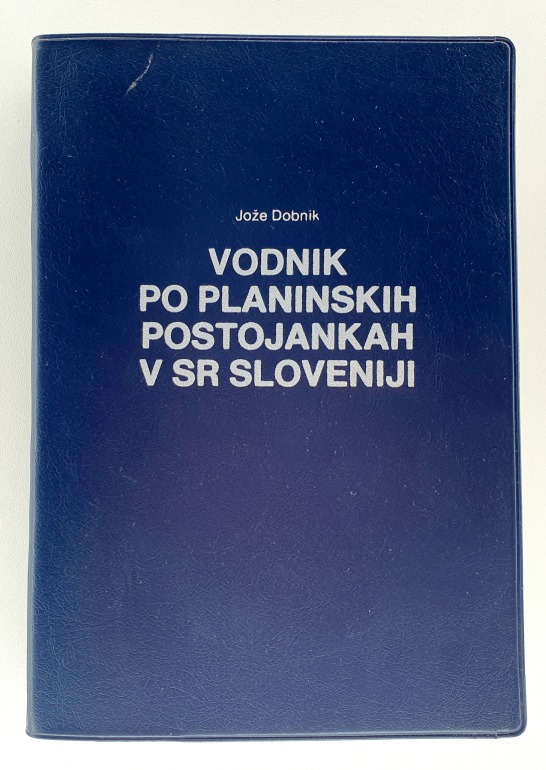 Jože Dobnik
VODNIK
PO PLANINSKIH
POSTOJANKAH
V SR SLOVENIJI